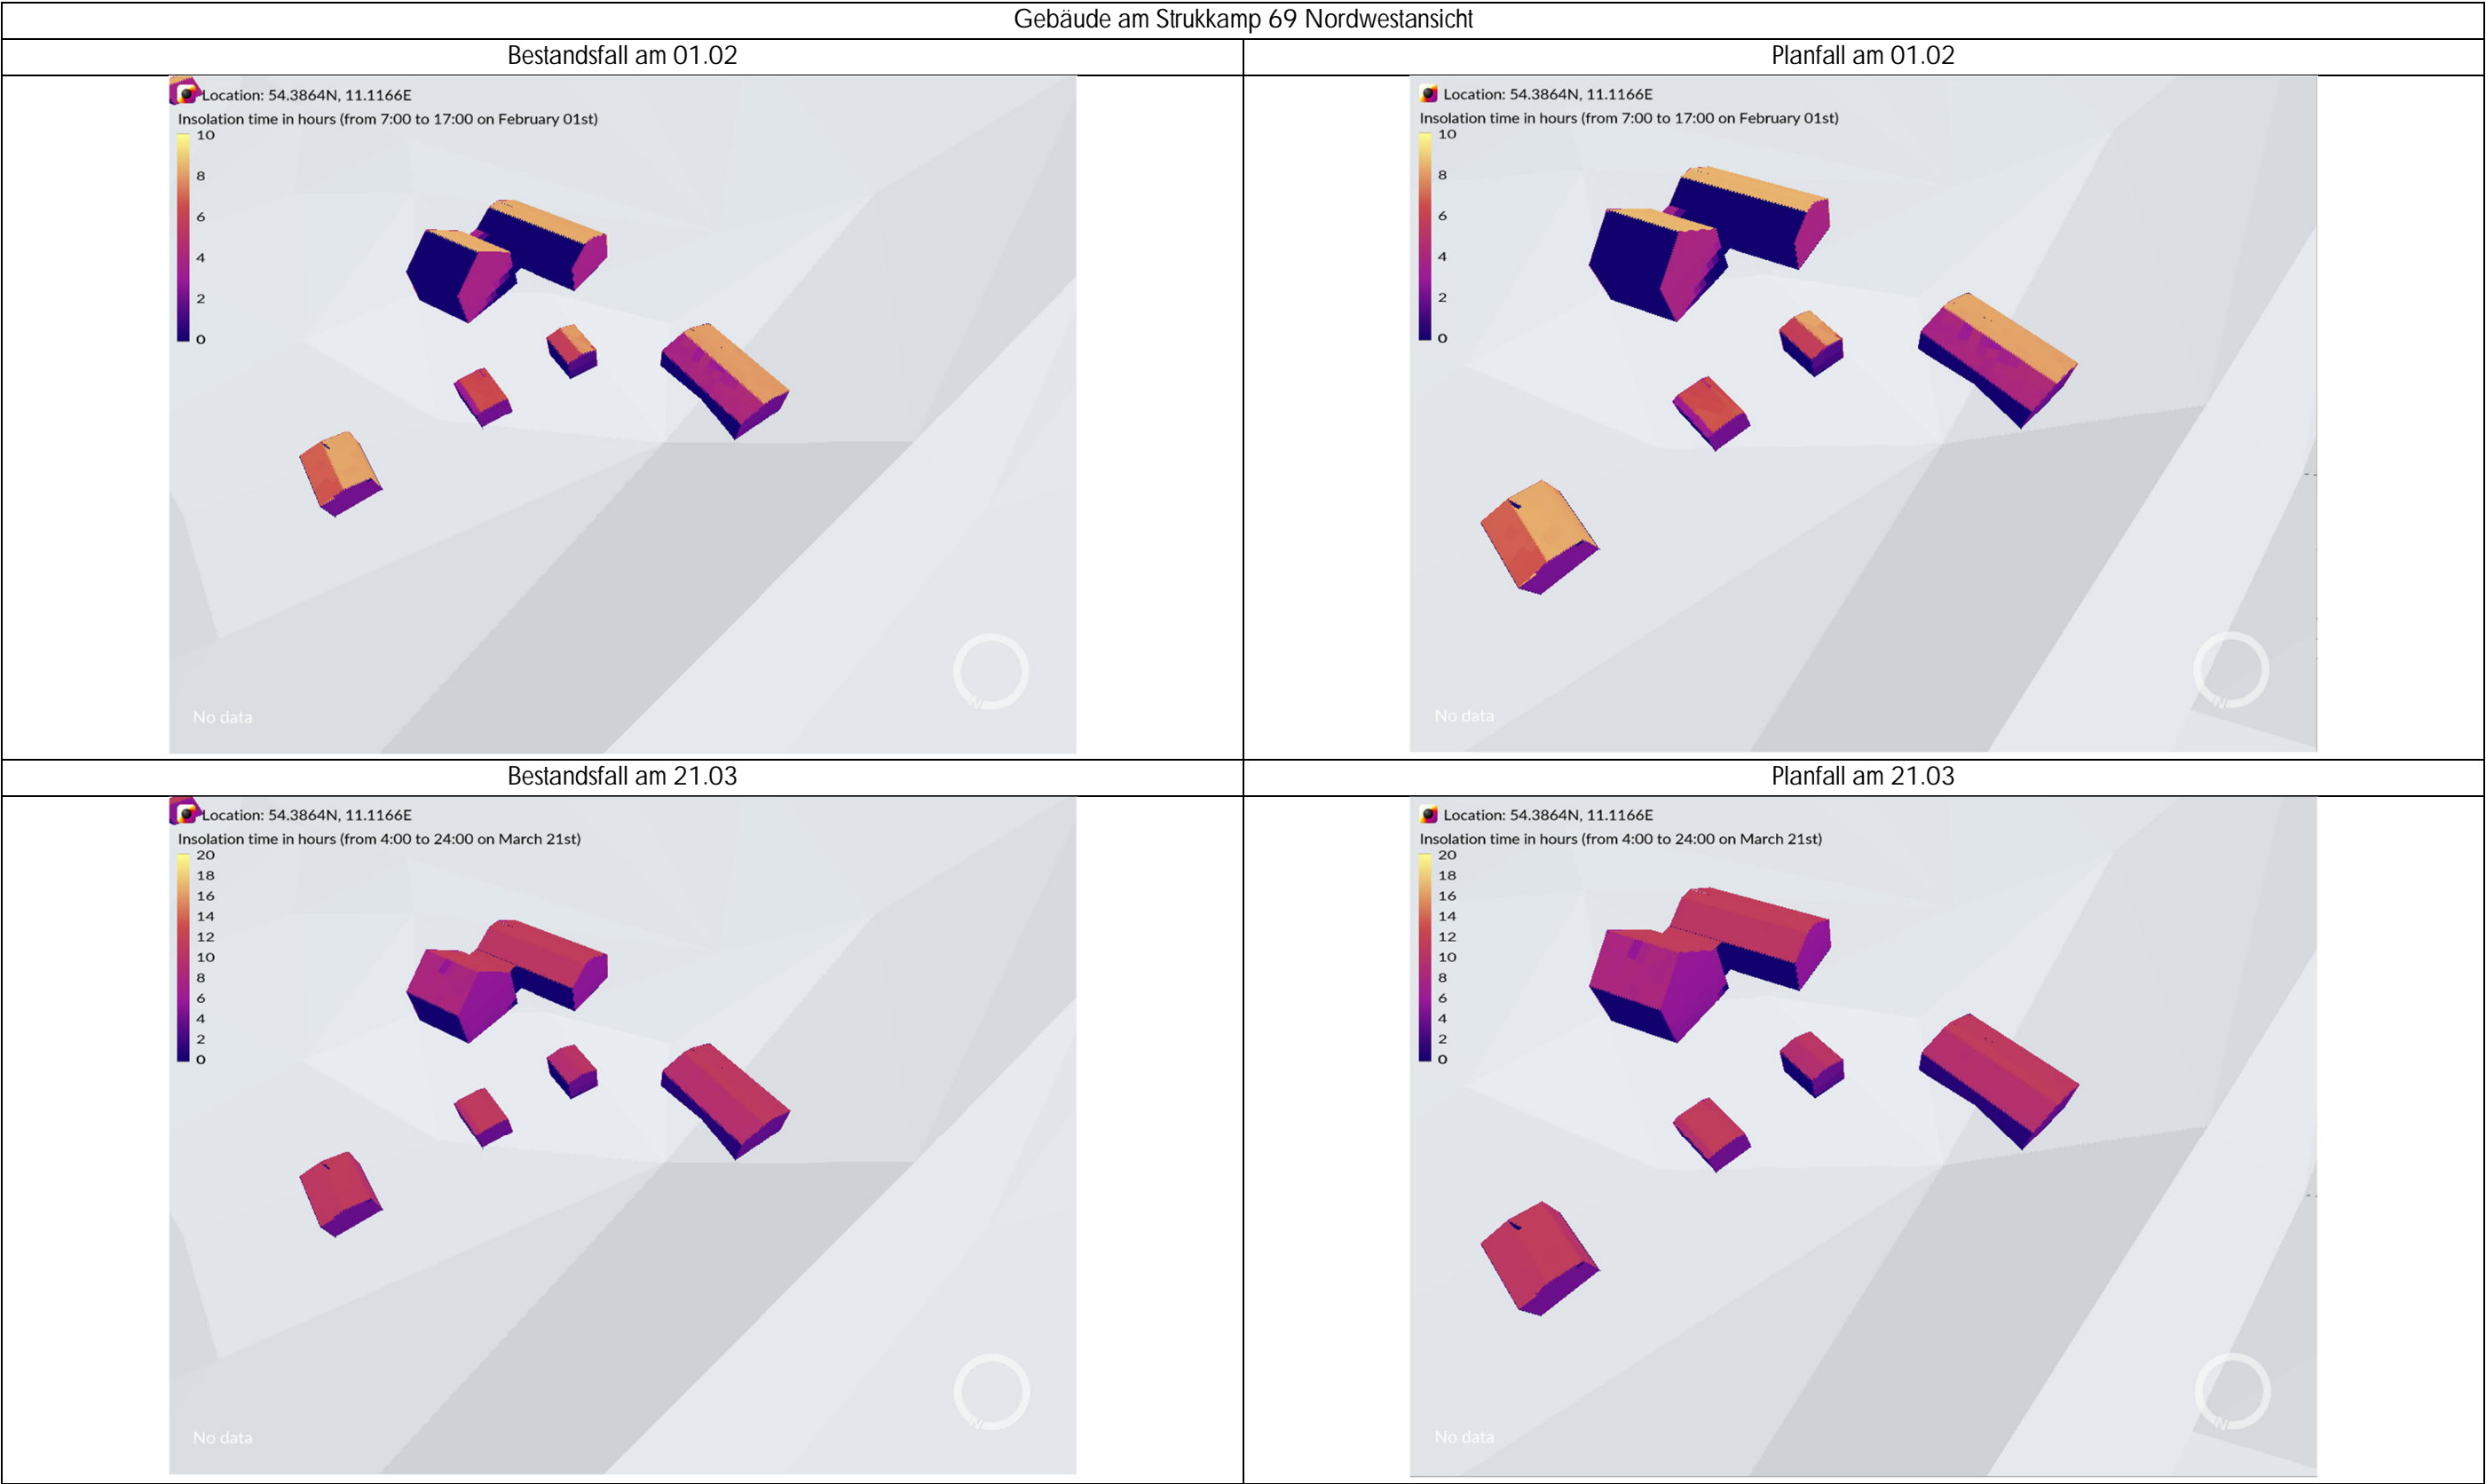 Gebäude am Strukkamp 69 Nordwestansicht
Bestandsfall am 01.02
Planfall am 01.02
Location: 54.3864N, 11.1166E
Insolation time in hours (from 7:00 to 17:00 on February 01st)
10
8
6
4
2
0
N
No data
Location: 54.3864N, 11.1166E
Insolation time in hours (from 7:00 to 17:00 on February 01st)
10
8
6
4
2
0
N
No data
Bestandsfall am 21.03
Planfall am 21.03
Location: 54.3864N, 11.1166E
Insolation time in hours (from 4:00 to 24:00 on March 21st)
20
18
16
14
12
10
8
6
4
2
0
N
No data
Location: 54.3864N, 11.1166E
Insolation time in hours (from 4:00 to 24:00 on March 21st)
20
18
16
14
12
10
8
6
4
2
0
N
No data